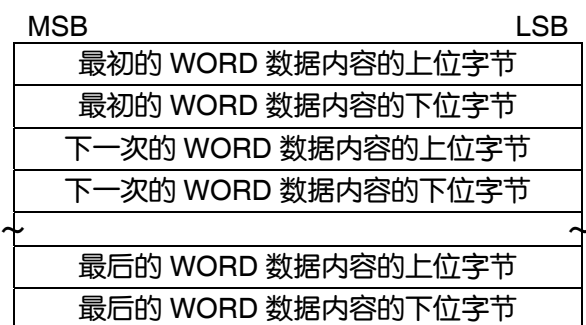 MSB LSB
最初的 WORD 数据内容的上位字节
最初的 WORD 数据内容的下位字节
下一次的 WORD 数据内容的上位字节
下一次的 WORD 数据内容的下位字节
~ ~
最后的 WORD 数据内容的上位字节
最后的 WORD 数据内容的下位字节